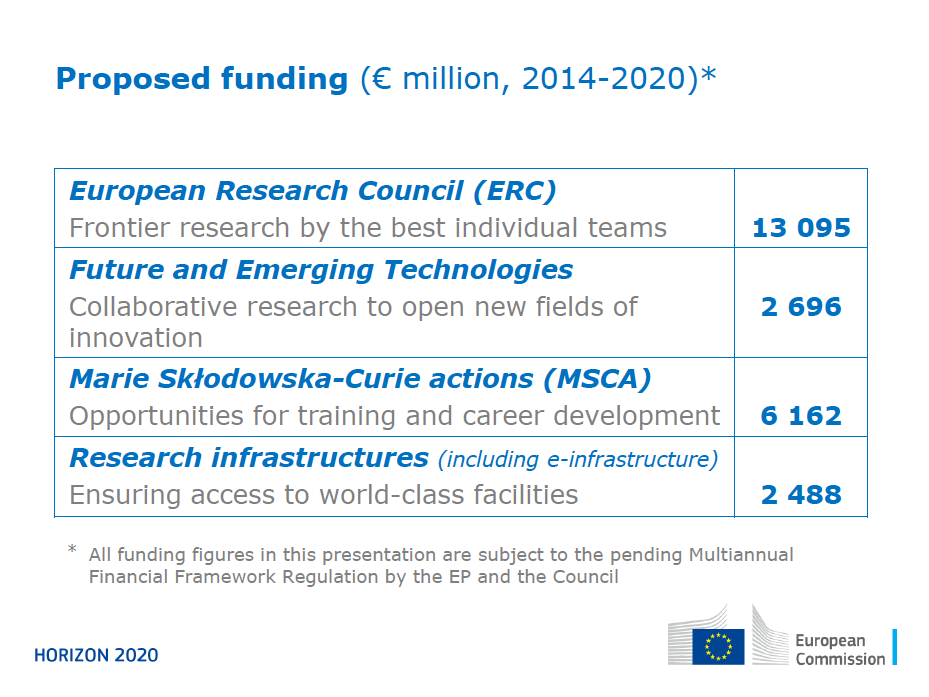 Proposed funding (€ million, 2014-2020)*
European Research Council (ERC)
Frontier research by the best individual teams
13 095
Future and Emerging Technologies
Collaborative research to open new fields of
innovation
2 696
Marie Skłodowska-Curie actions (MSCA)
Opportunities for training and career development
6 162
Research infrastructures (including e-infrastructure)
Ensuring access to world-class facilities
2 488
* All funding figures in this presentation are subject to the pending Multiannual
Financial Framework Regulation by the EP and the Council
HORIZON 2020
European
Commission